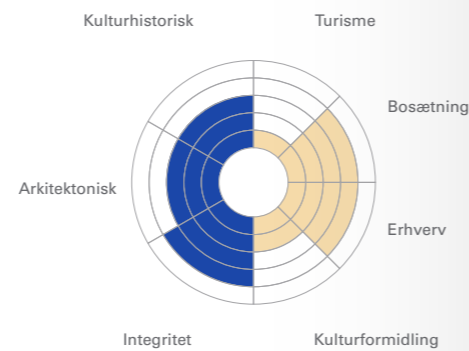 Kulturhistorisk
Turisme
Bosætning
Arkitektonisk
Erhverv
Integritet
Kulturformidling